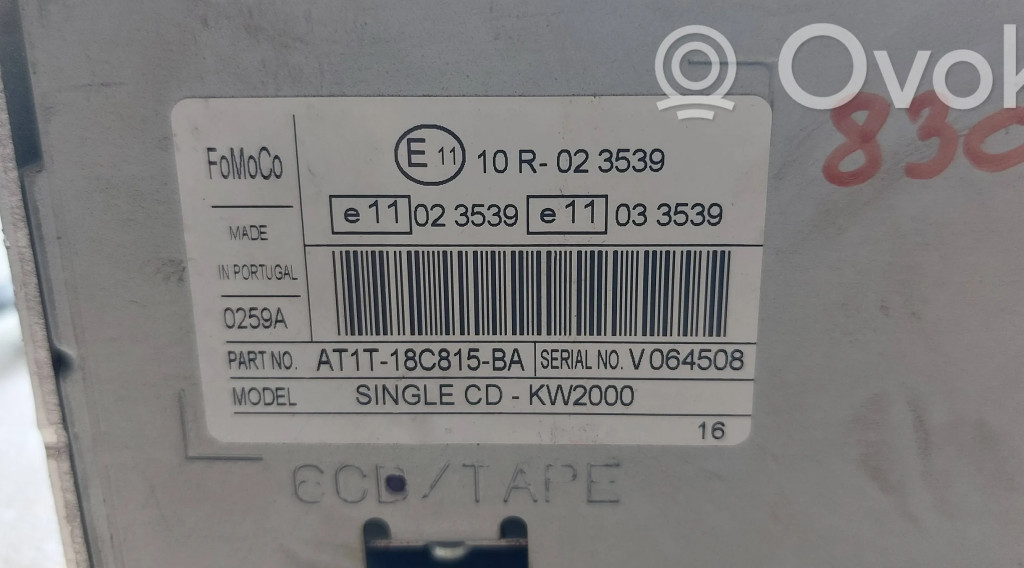 Ovok
830
FoMoCo
MADE
IN PORTUGAL
0259A
E 11 10 R- 02 3539
e 11 02 3539 e 11 03 3539
PART NO. AT1T-18C815-BA SERIAL NO. V 064508
MODEL SINGLE CD - KW2000
16
6CD/TAPE